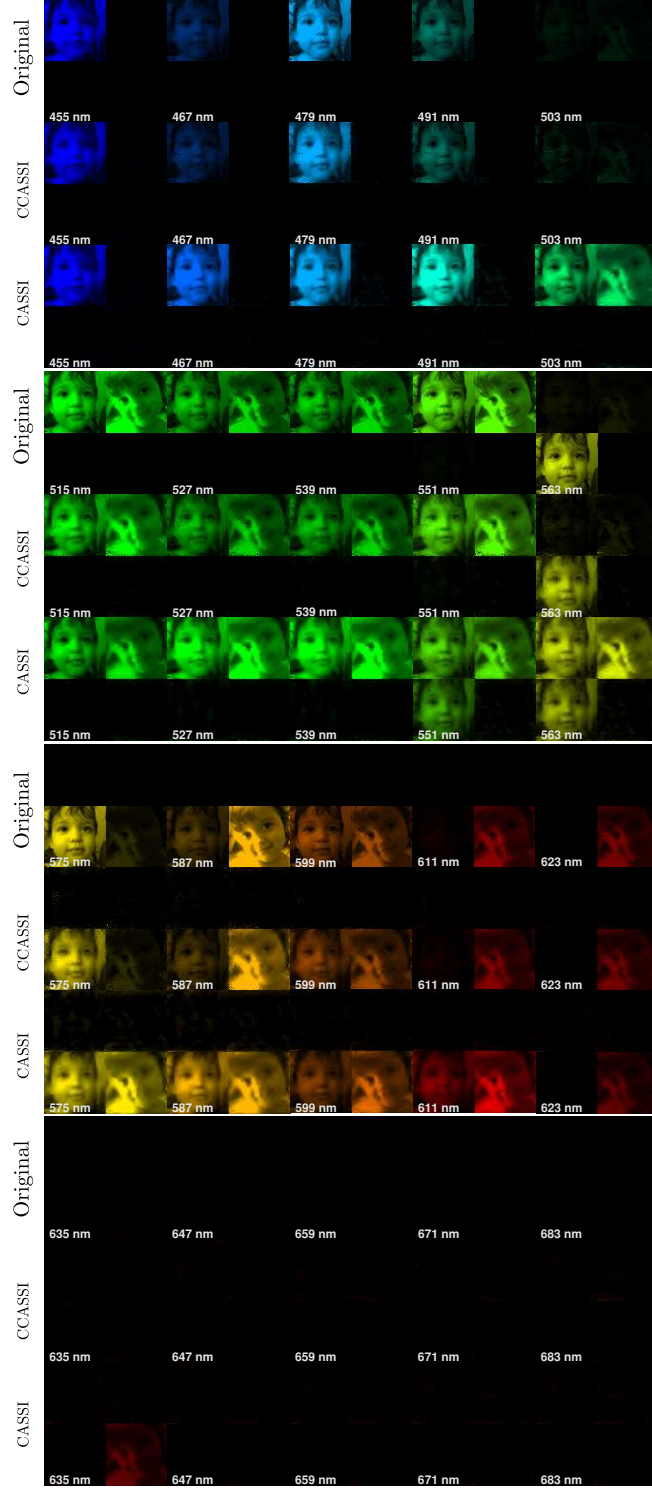 Original
455 nm 467 nm 479 nm 491 nm 503 nm
CCASSI
455 nm 467 nm 479 nm 491 nm 503 nm
CASSI
455 nm 467 nm 479 nm 491 nm 503 nm
Original
515 nm 527 nm 539 nm 551 nm 563 nm
CCASSI
515 nm 527 nm 539 nm 551 nm 563 nm
CASSI
515 nm 527 nm 539 nm 551 nm 563 nm
Original
575 nm 587 nm 599 nm 611 nm 623 nm
CCASSI
575 nm 587 nm 599 nm 611 nm 623 nm
CASSI
575 nm 587 nm 599 nm 611 nm 623 nm
Original
635 nm 647 nm 659 nm 671 nm 683 nm
CCASSI
635 nm 647 nm 659 nm 671 nm 683 nm
CASSI
635 nm 647 nm 659 nm 671 nm 683 nm